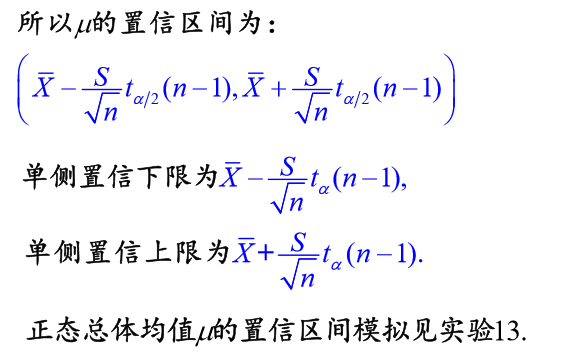 所以μ的置信区间为：
(X̄ − S/√n t_{α/2}(n−1), X̄ + S/√n t_{α/2}(n−1))
单侧置信下限为X̄ − S/√n t_α(n−1),
单侧置信上限为X̄ + S/√n t_α(n−1).
正态总体均值μ的置信区间模拟见实验13.